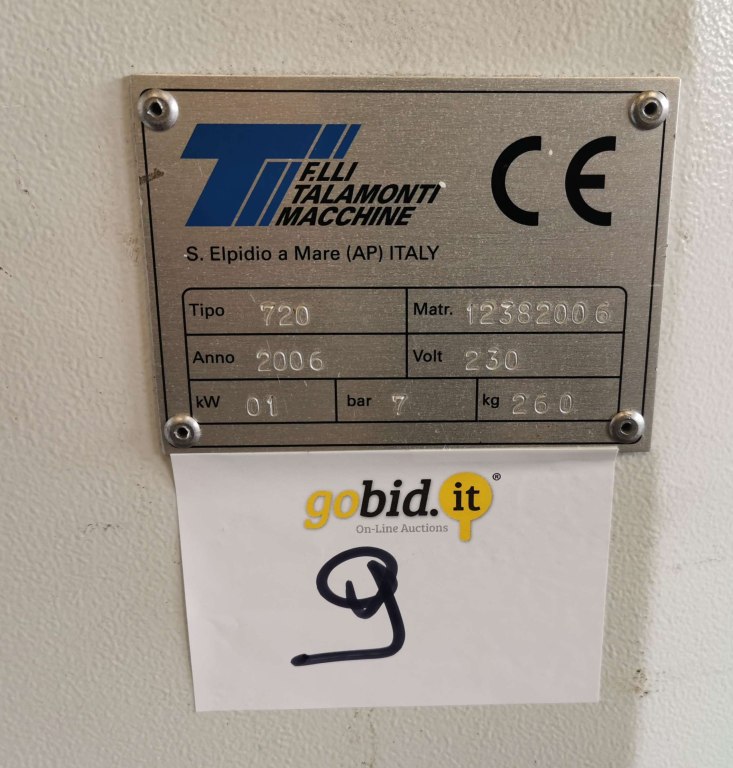 F.LLI
TALAMONTI
MACCHINE
CE
S. Elpidio a Mare (AP) ITALY
Tipo 720 Matr. 12382006
Anno 2006 Volt 230
kW 01 bar 7 kg 260
gobid.it®
On-Line Auctions
9